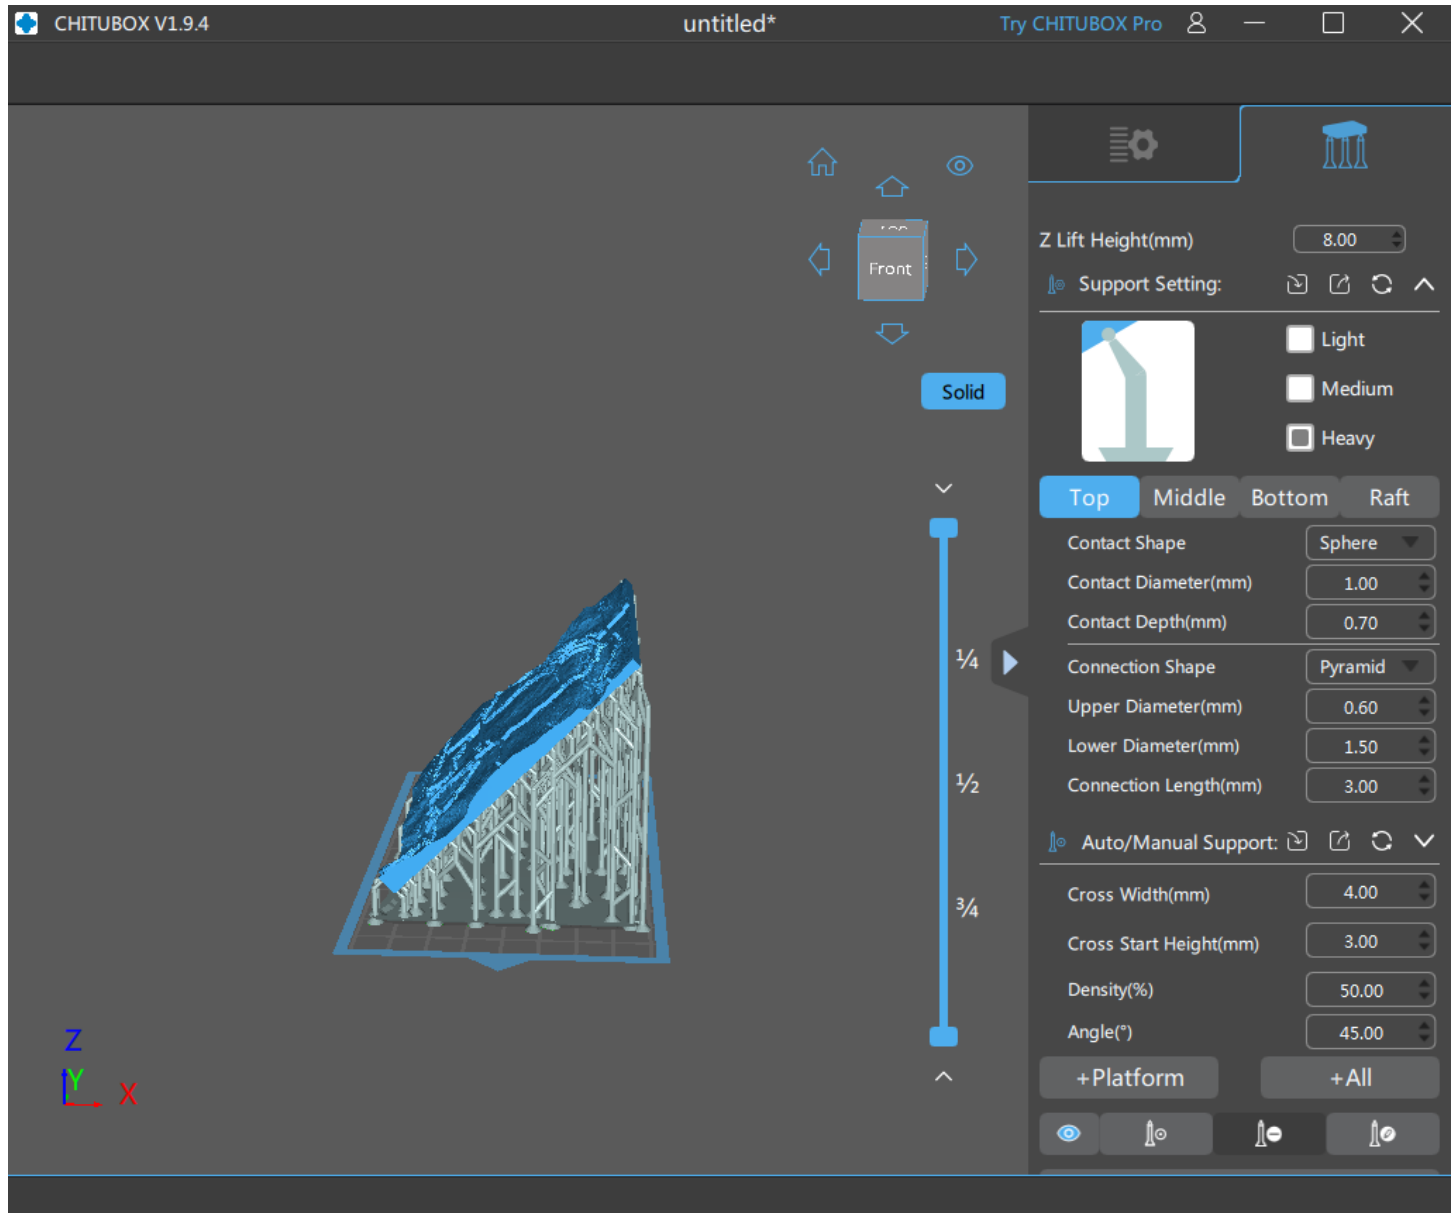 CHITUBOX V1.9.4
untitled*
Try CHITUBOX Pro
Front
Solid
¼
½
¾
Z
Y
X
Z Lift Height(mm) 8.00
Support Setting:
Light
Medium
Heavy
Top Middle Bottom Raft
Contact Shape Sphere
Contact Diameter(mm) 1.00
Contact Depth(mm) 0.70
Connection Shape Pyramid
Upper Diameter(mm) 0.60
Lower Diameter(mm) 1.50
Connection Length(mm) 3.00
Auto/Manual Support:
Cross Width(mm) 4.00
Cross Start Height(mm) 3.00
Density(%) 50.00
Angle(°) 45.00
+Platform +All